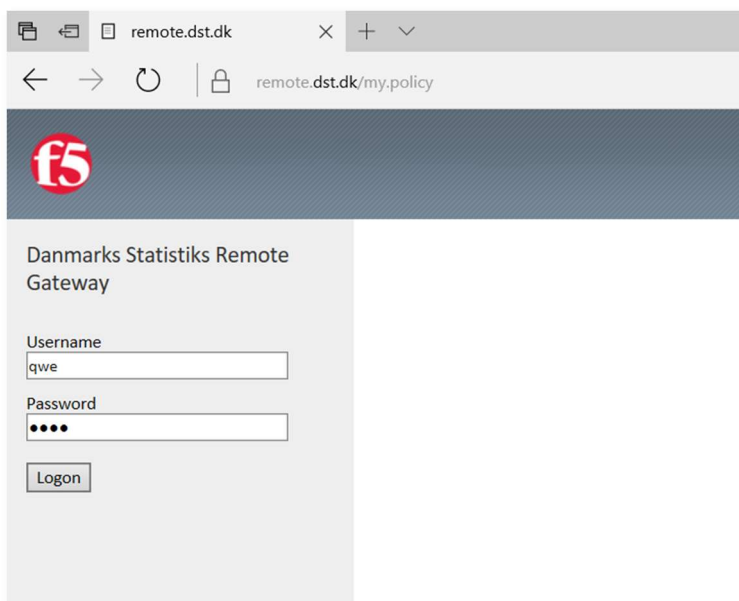 remote.dst.dk
remote.dst.dk/my.policy
f5
Danmarks Statistiks Remote
Gateway
Username
qwe
Password
••••
Logon